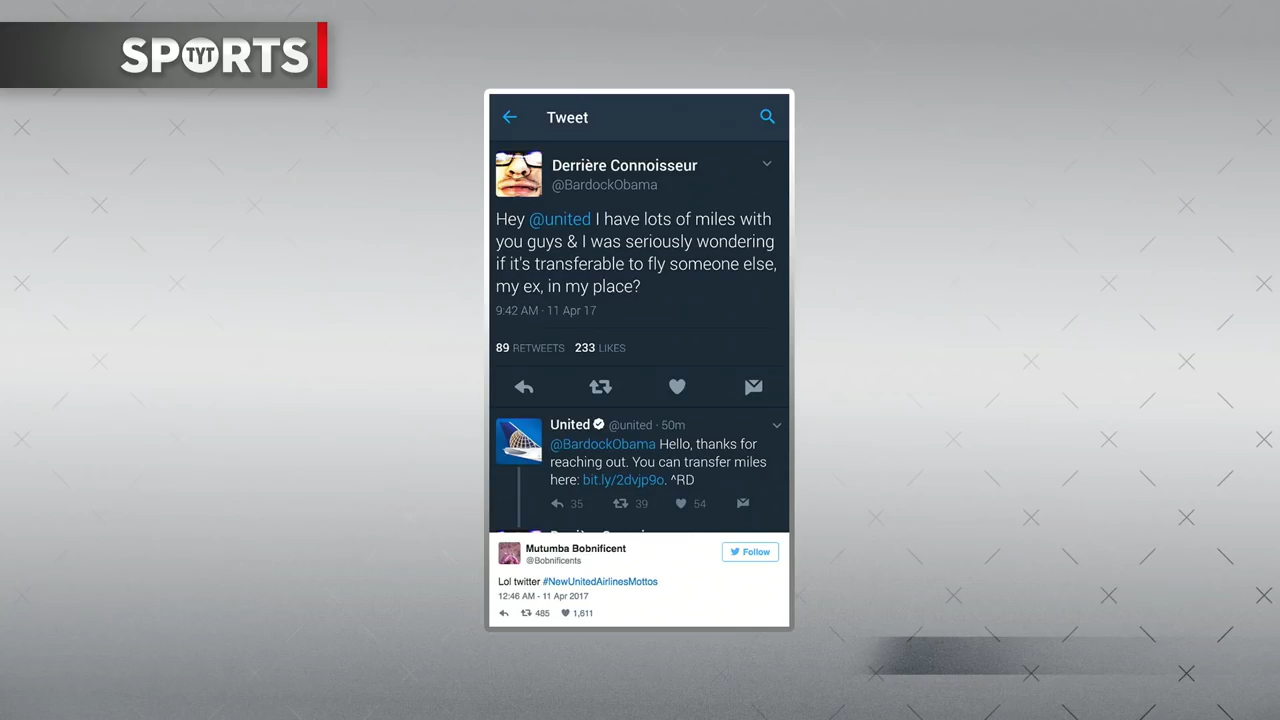 SPORTS
TYT
Tweet
Derrière Connoisseur
@BardockObama
Hey @united I have lots of miles with
you guys & I was seriously wondering
if it's transferable to fly someone else,
my ex, in my place?
9:42 AM · 11 Apr 17
89 RETWEETS 233 LIKES
United @united · 50m
@BardockObama Hello, thanks for
reaching out. You can transfer miles
here: bit.ly/2dvjp9o. ^RD
35 39 54
Mutumba Bobnificent
@Bobnificents
Follow
Lol twitter #NewUnitedAirlinesMottos
12:46 AM - 11 Apr 2017
485 1,611